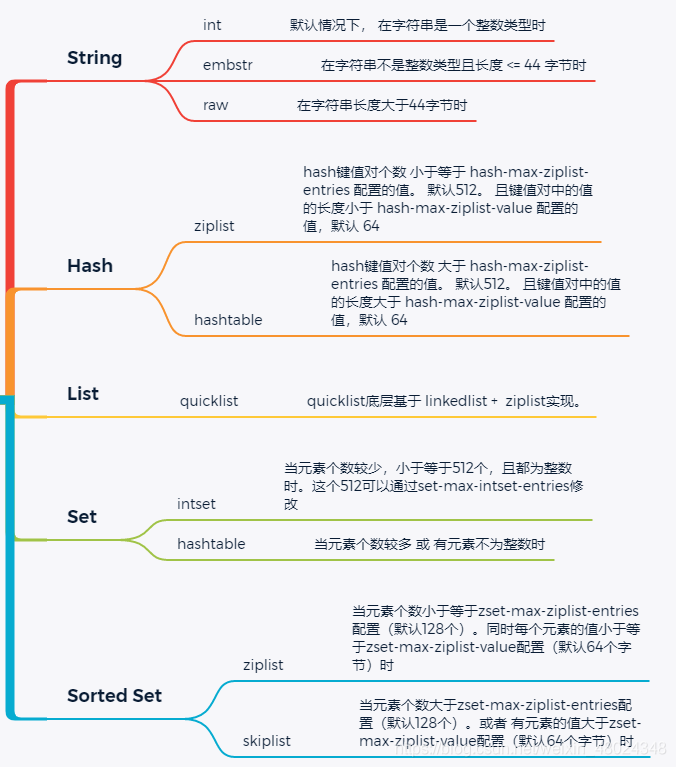 int 默认情况下， 在字符串是一个整数类型时
String
embstr 在字符串不是整数类型且长度 <= 44 字节时
raw 在字符串长度大于44字节时
hash键值对个数 小于等于 hash-max-ziplist-
entries 配置的值。 默认512。 且键值对中的值
的长度小于 hash-max-ziplist-value 配置的
值，默认 64
ziplist
Hash
hash键值对个数 大于 hash-max-ziplist-
entries 配置的值。 默认512。 且键值对中的值
的长度大于 hash-max-ziplist-value 配置的
值，默认 64
hashtable
List
quicklist quicklist底层基于 linkedlist + ziplist实现。
当元素个数较少，小于等于512个，且都为整数
时。这个512可以通过set-max-intset-entries修
改
intset
Set
hashtable 当元素个数较多 或 有元素不为整数时
当元素个数小于等于zset-max-ziplist-entries
配置（默认128个）。同时每个元素的值小于等
于zset-max-ziplist-value配置（默认64个字
节）时
ziplist
Sorted Set
当元素个数大于zset-max-ziplist-entries配
置（默认128个）。或者 有元素的值大于zset-
max-ziplist-value配置（默认64个字节）时
skiplist
https://blog.csdn.net/weixin_48024348